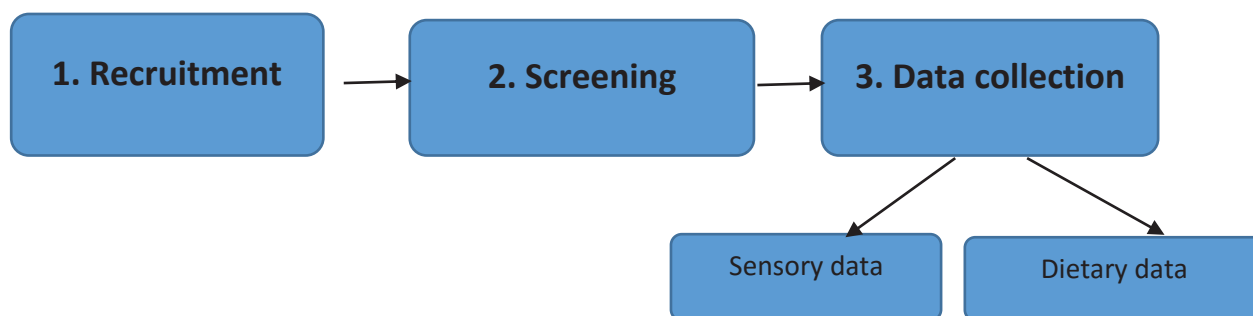 1. Recruitment
2. Screening
3. Data collection
Sensory data
Dietary data